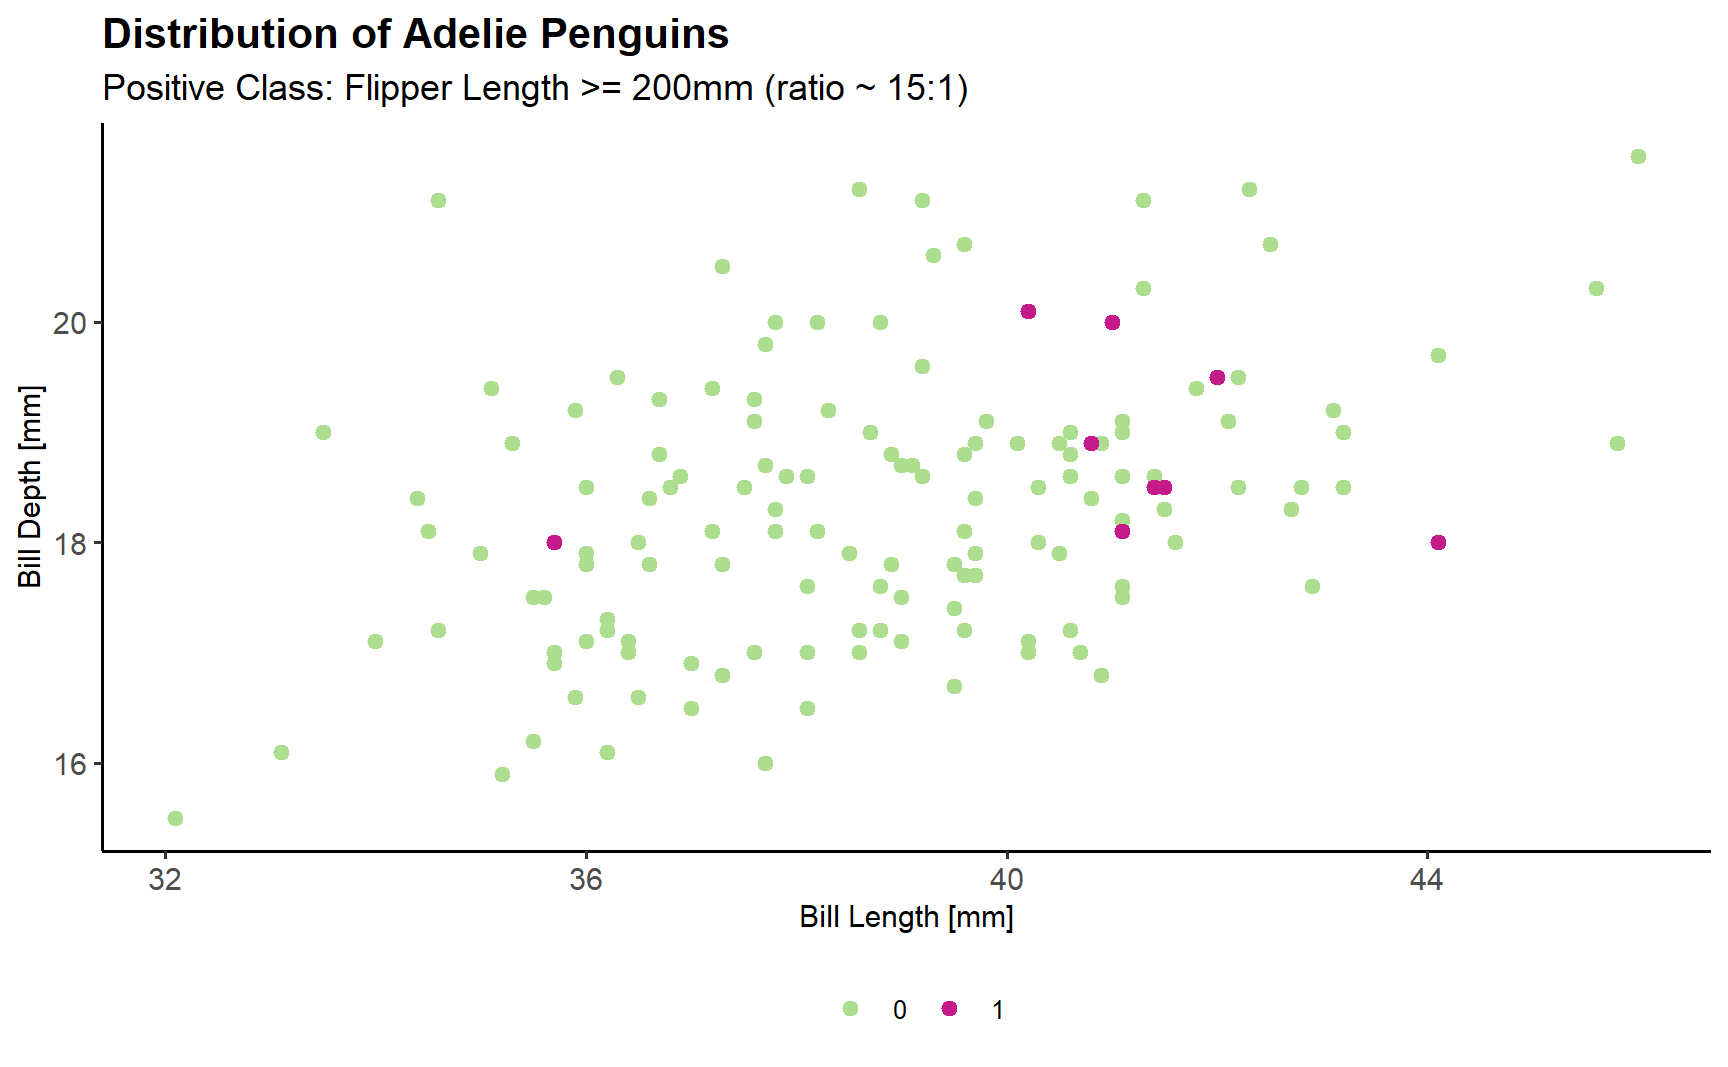 Distribution of Adelie Penguins
Positive Class: Flipper Length >= 200mm (ratio ~ 15:1)
Bill Depth [mm]
20
18
16
32 36 40 44
Bill Length [mm]
0 1